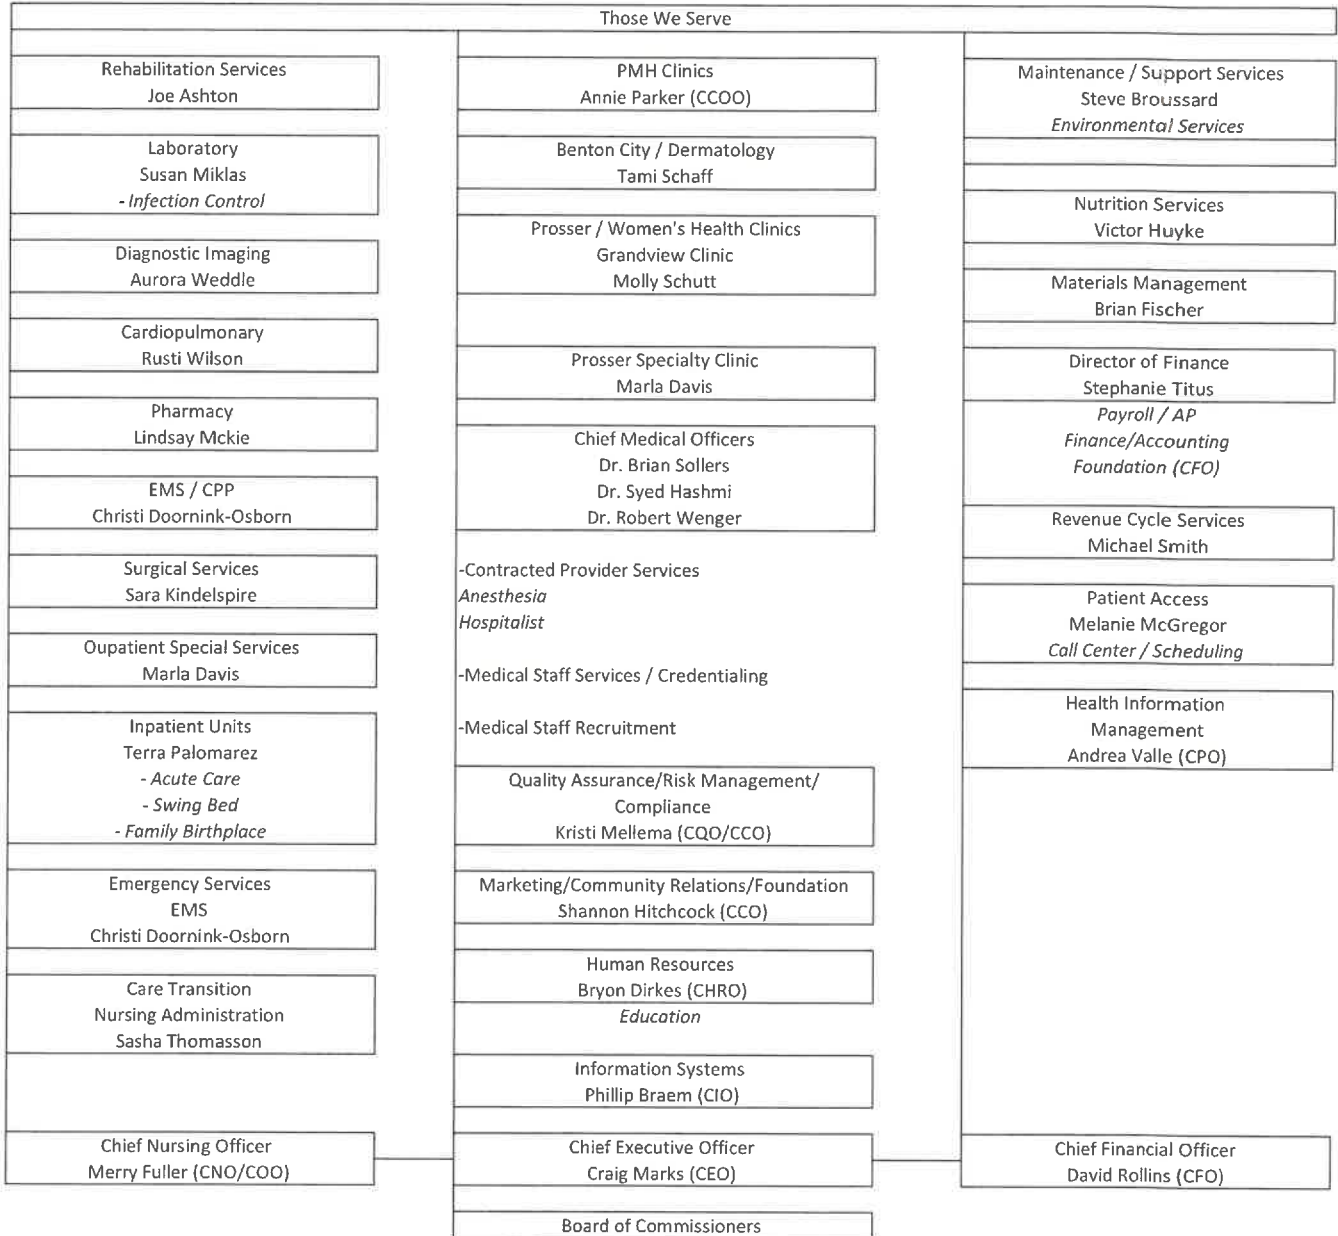 Those We Serve
Rehabilitation Services
Joe Ashton
Laboratory
Susan Miklas
- Infection Control
Diagnostic Imaging
Aurora Weddle
Cardiopulmonary
Rusti Wilson
Pharmacy
Lindsay Mckie
EMS / CPP
Christi Doornink-Osborn
Surgical Services
Sara Kindelspire
Oupatient Special Services
Marla Davis
Inpatient Units
Terra Palomarez
- Acute Care
- Swing Bed
- Family Birthplace
Emergency Services
EMS
Christi Doornink-Osborn
Care Transition
Nursing Administration
Sasha Thomasson
Chief Nursing Officer
Merry Fuller (CNO/COO)
PMH Clinics
Annie Parker (CCOO)
Benton City / Dermatology
Tami Schaff
Prosser / Women's Health Clinics
Grandview Clinic
Molly Schutt
Prosser Specialty Clinic
Marla Davis
Chief Medical Officers
Dr. Brian Sollers
Dr. Syed Hashmi
Dr. Robert Wenger
-Contracted Provider Services
Anesthesia
Hospitalist
-Medical Staff Services / Credentialing
-Medical Staff Recruitment
Quality Assurance/Risk Management/
Compliance
Kristi Mellema (CQO/CCO)
Marketing/Community Relations/Foundation
Shannon Hitchcock (CCO)
Human Resources
Bryon Dirkes (CHRO)
Education
Information Systems
Phillip Braem (CIO)
Chief Executive Officer
Craig Marks (CEO)
Board of Commissioners
Maintenance / Support Services
Steve Broussard
Environmental Services
Nutrition Services
Victor Huyke
Materials Management
Brian Fischer
Director of Finance
Stephanie Titus
Payroll / AP
Finance/Accounting
Foundation (CFO)
Revenue Cycle Services
Michael Smith
Patient Access
Melanie McGregor
Call Center / Scheduling
Health Information
Management
Andrea Valle (CPO)
Chief Financial Officer
David Rollins (CFO)